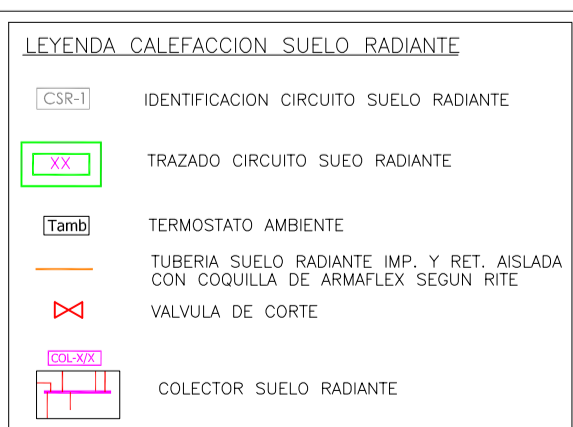 LEYENDA CALEFACCION SUELO RADIANTE
CSR-1 IDENTIFICACION CIRCUITO SUELO RADIANTE
XX TRAZADO CIRCUITO SUEO RADIANTE
Tamb TERMOSTATO AMBIENTE
TUBERIA SUELO RADIANTE IMP. Y RET. AISLADA
CON COQUILLA DE ARMAFLEX SEGUN RITE
VALVULA DE CORTE
COL-X/X
COLECTOR SUELO RADIANTE